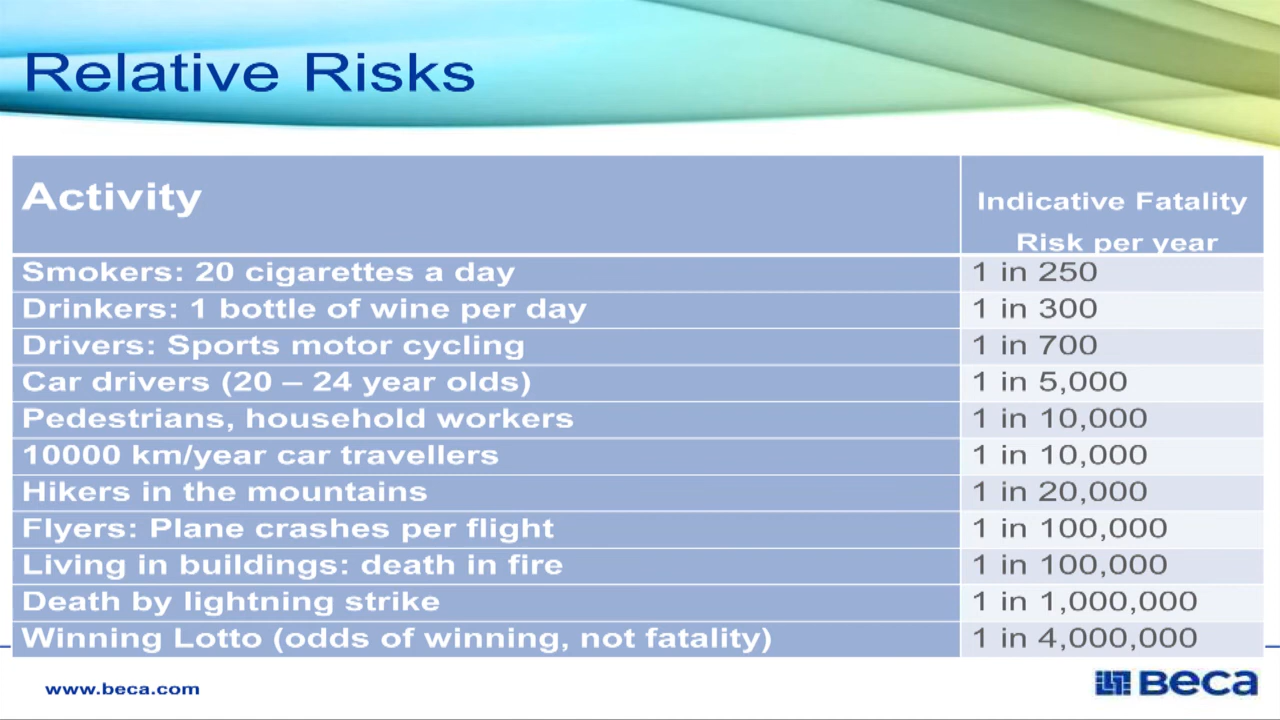 Relative Risks
Activity
Indicative Fatality
Risk per year
Smokers: 20 cigarettes a day 1 in 250
Drinkers: 1 bottle of wine per day 1 in 300
Drivers: Sports motor cycling 1 in 700
Car drivers (20 – 24 year olds) 1 in 5,000
Pedestrians, household workers 1 in 10,000
10000 km/year car travellers 1 in 10,000
Hikers in the mountains 1 in 20,000
Flyers: Plane crashes per flight 1 in 100,000
Living in buildings: death in fire 1 in 100,000
Death by lightning strike 1 in 1,000,000
Winning Lotto (odds of winning, not fatality) 1 in 4,000,000
www.beca.com
Beca